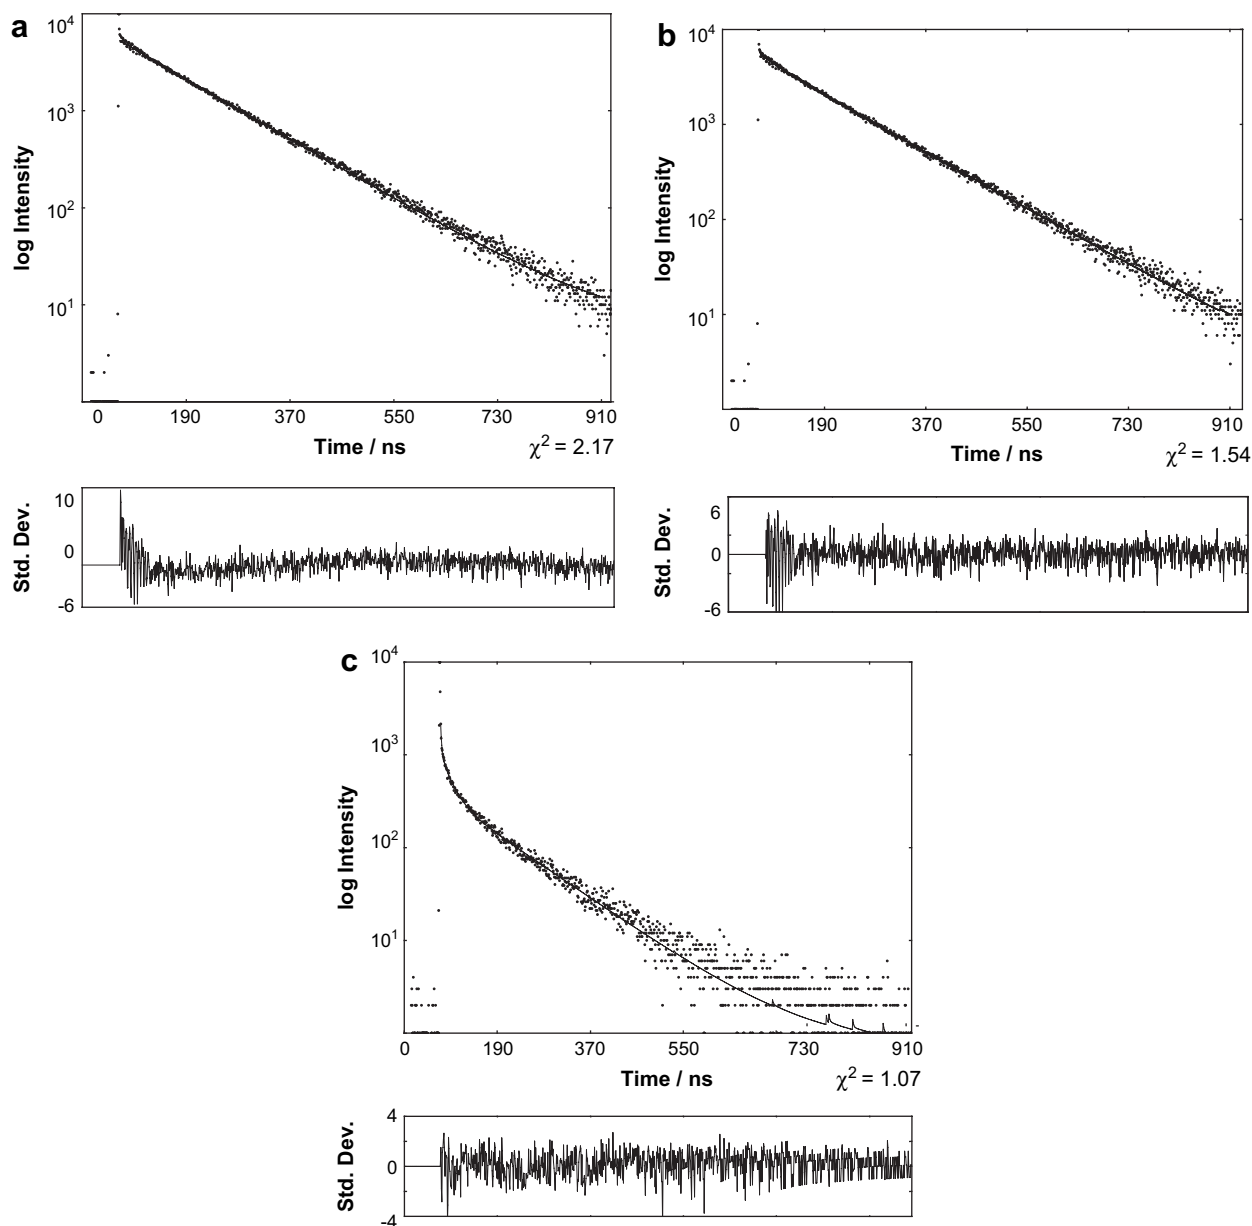 a
10⁴
10³
10²
10¹
log Intensity
0 190 370 550 730 910
Time / ns
χ² = 2.17
10
0
-6
Std. Dev.
b
10⁴
10³
10²
10¹
log Intensity
0 190 370 550 730 910
Time / ns
χ² = 1.54
6
0
-6
Std. Dev.
c
10⁴
10³
10²
10¹
log Intensity
0 190 370 550 730 910
Time / ns
χ² = 1.07
4
0
-4
Std. Dev.